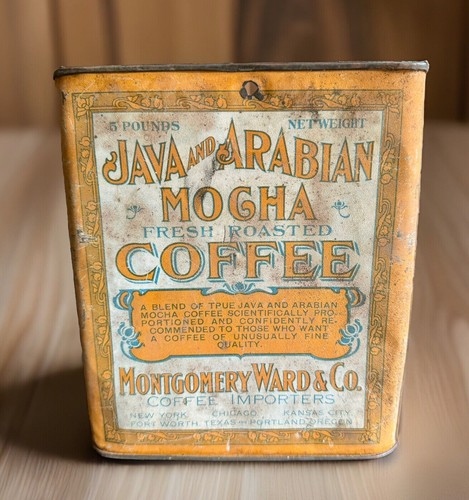 5 POUNDS NET WEIGHT
JAVA AND ARABIAN
MOCHA
FRESH ROASTED
COFFEE
A BLEND OF TRUE JAVA AND ARABIAN
MOCHA COFFEE SCIENTIFICALLY PRO-
PORTIONED AND CONFIDENTLY RE-
COMMENDED TO THOSE WHO WANT
A COFFEE OF UNUSUALLY FINE
QUALITY.
MONTGOMERY WARD & CO.
COFFEE IMPORTERS
NEW YORK CHICAGO KANSAS CITY
FORT WORTH TEXAS — PORTLAND OREGON